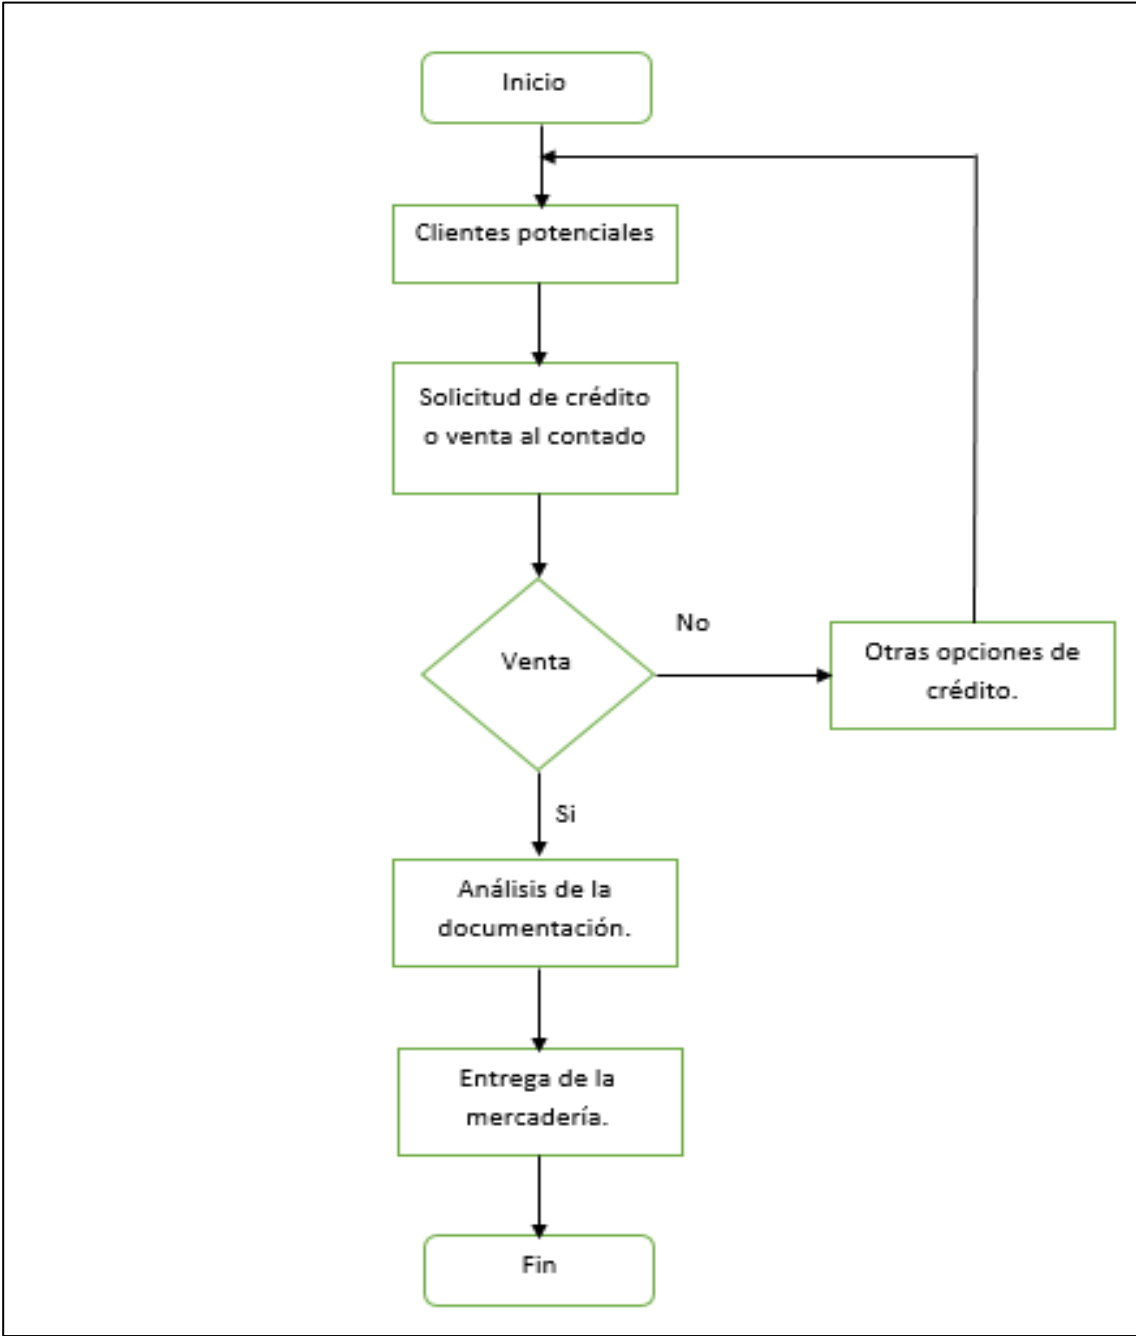 Inicio
Clientes potenciales
Solicitud de crédito
o venta al contado
Venta
No
Otras opciones de
crédito.
Si
Análisis de la
documentación.
Entrega de la
mercadería.
Fin